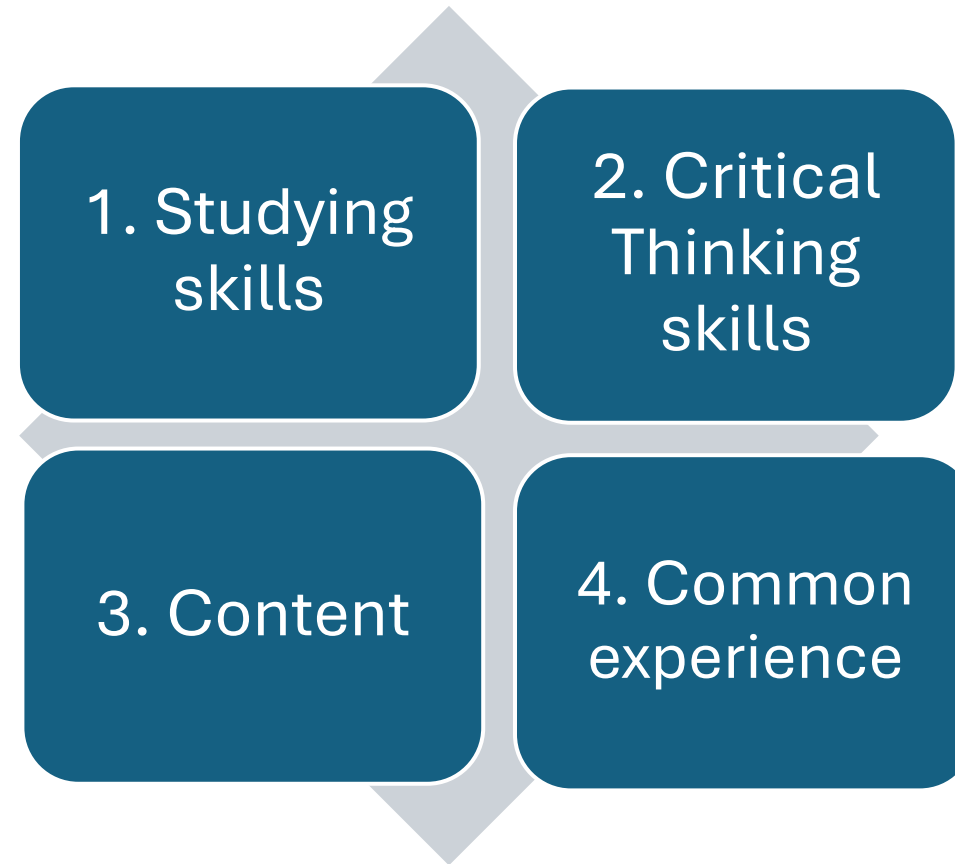 1. Studying
skills
2. Critical
Thinking
skills
3. Content
4. Common
experience